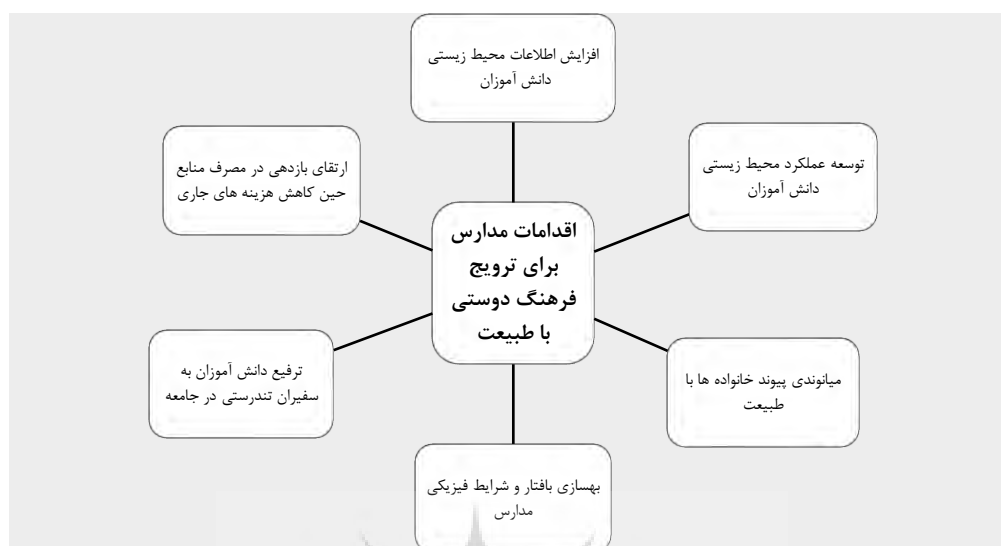 افزایش اطلاعات محیط زیستی
دانش آموزان
توسعه عملکرد محیط زیستی
دانش آموزان
ارتقای بازدهی در مصرف منابع
حین کاهش هزینه های جاری
اقدامات مدارس
برای ترویج
فرهنگ دوستی
با طبیعت
میانوندی پیوند خانواده ها با
طبیعت
ترفیع دانش آموزان به
سفیران تندرستی در جامعه
بهسازی بافتار و شرایط فیزیکی
مدارس